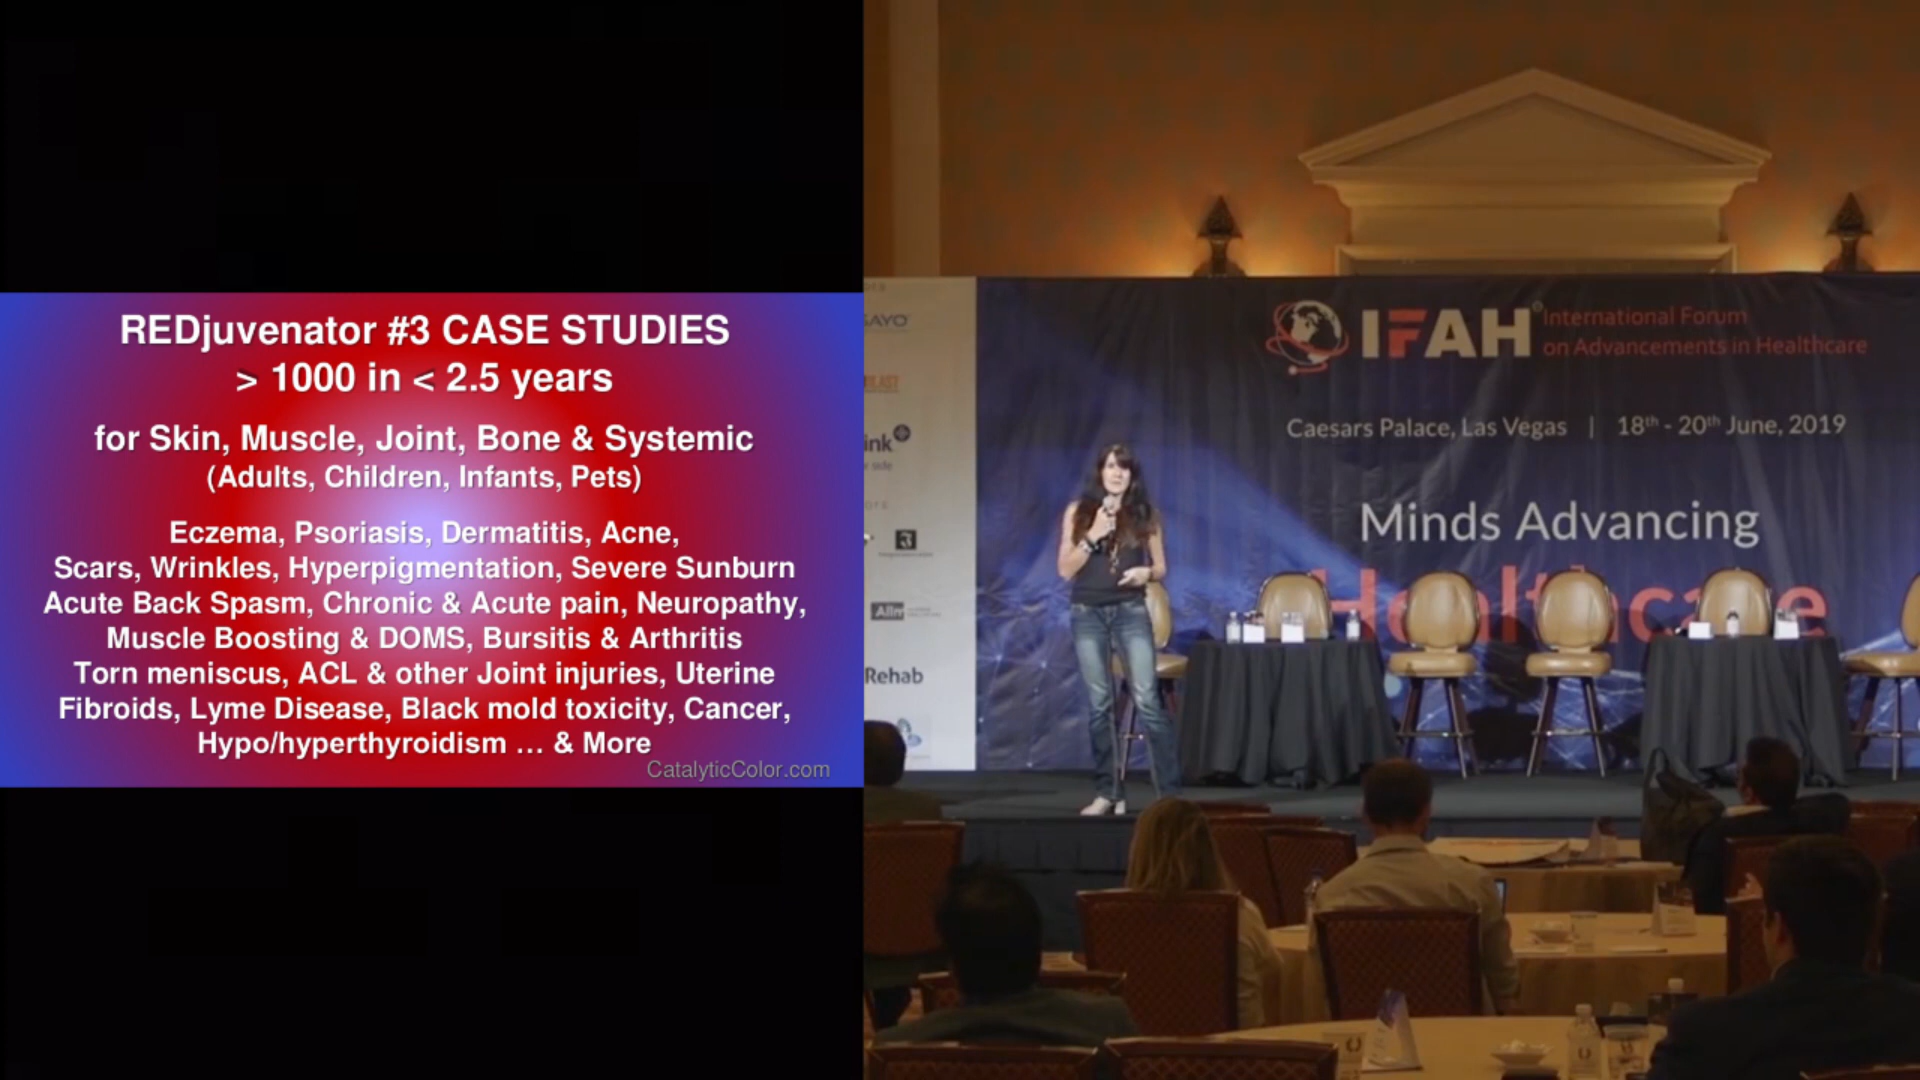 REDjuvenator #3 CASE STUDIES
> 1000 in < 2.5 years
for Skin, Muscle, Joint, Bone & Systemic
(Adults, Children, Infants, Pets)
Eczema, Psoriasis, Dermatitis, Acne,
Scars, Wrinkles, Hyperpigmentation, Severe Sunburn
Acute Back Spasm, Chronic & Acute pain, Neuropathy,
Muscle Boosting & DOMS, Bursitis & Arthritis
Torn meniscus, ACL & other Joint injuries, Uterine
Fibroids, Lyme Disease, Black mold toxicity, Cancer,
Hypo/hyperthyroidism ... & More
CatalyticColor.com
IFAH®
International Forum
on Advancements in Healthcare
Caesars Palace, Las Vegas | 18th - 20th June, 2019
Minds Advancing
Healthcare
Rehab